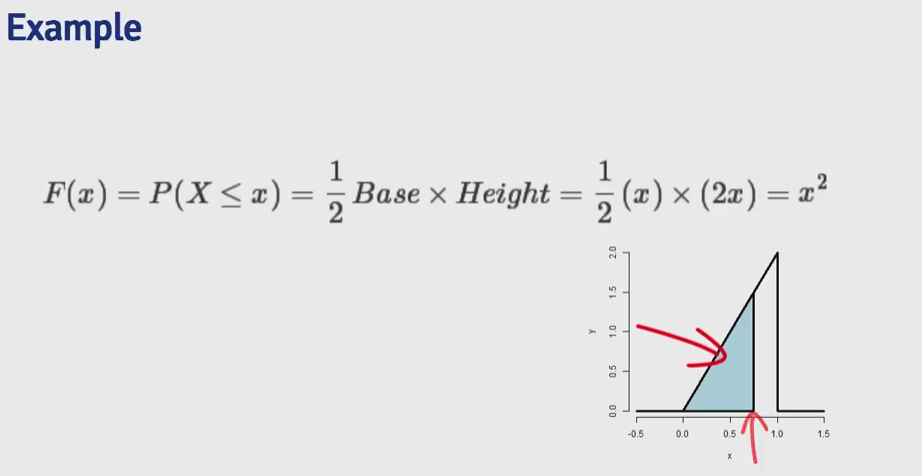 Example
F(x) = P(X ≤ x) = 1/2 Base × Height = 1/2 (x) × (2x) = x²
2.0
1.5
1.0
0.5
0.0
y
-0.5 0.0 0.5 1.0 1.5
x